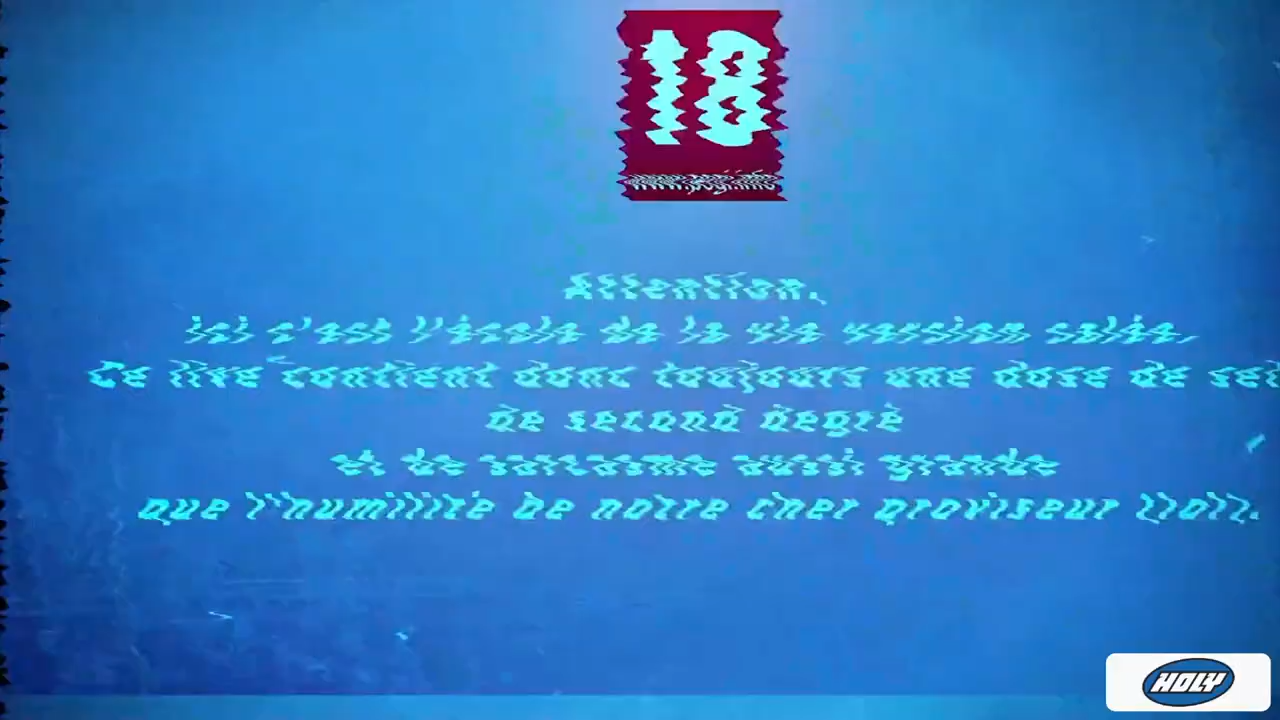 18
Attention,
ici c'est l'école de la vie version salée,
Ce live contient donc toujours une dose de sel
de second degré
et de sarcasme aussi grande
que l'humilité de notre cher proviseur
HOLY